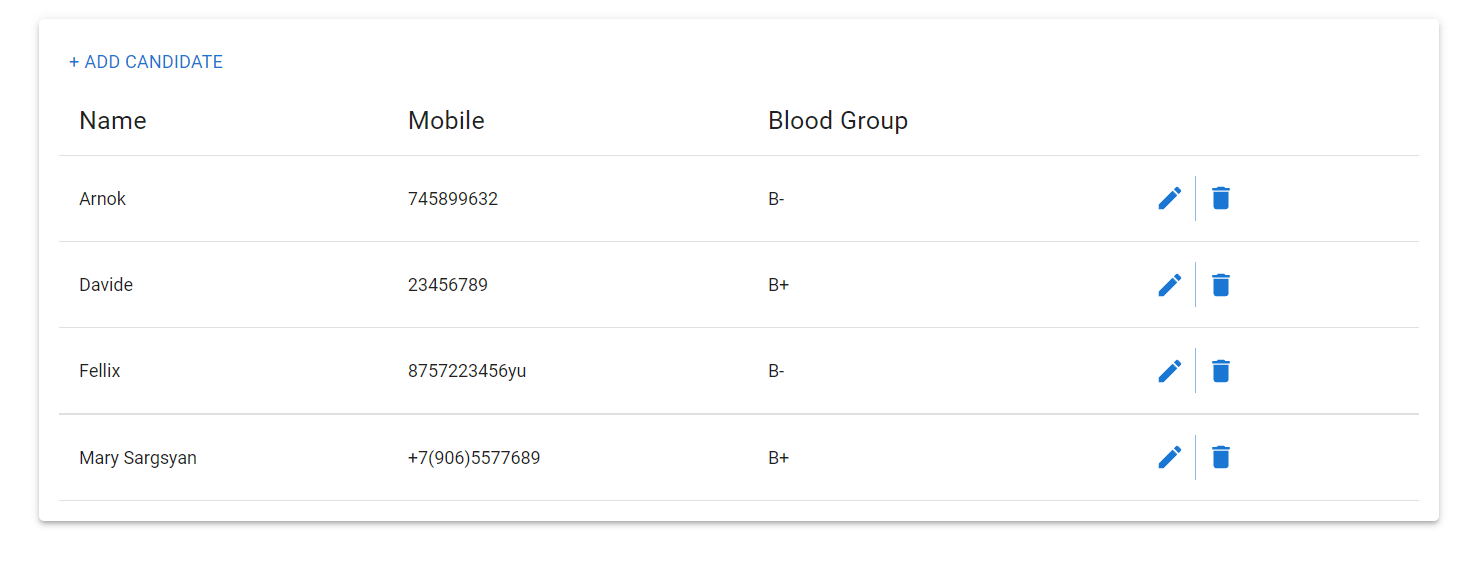 + ADD CANDIDATE
Name Mobile Blood Group
Arnok 745899632 B-
Davide 23456789 B+
Fellix 8757223456yu B-
Mary Sargsyan +7(906)5577689 B+